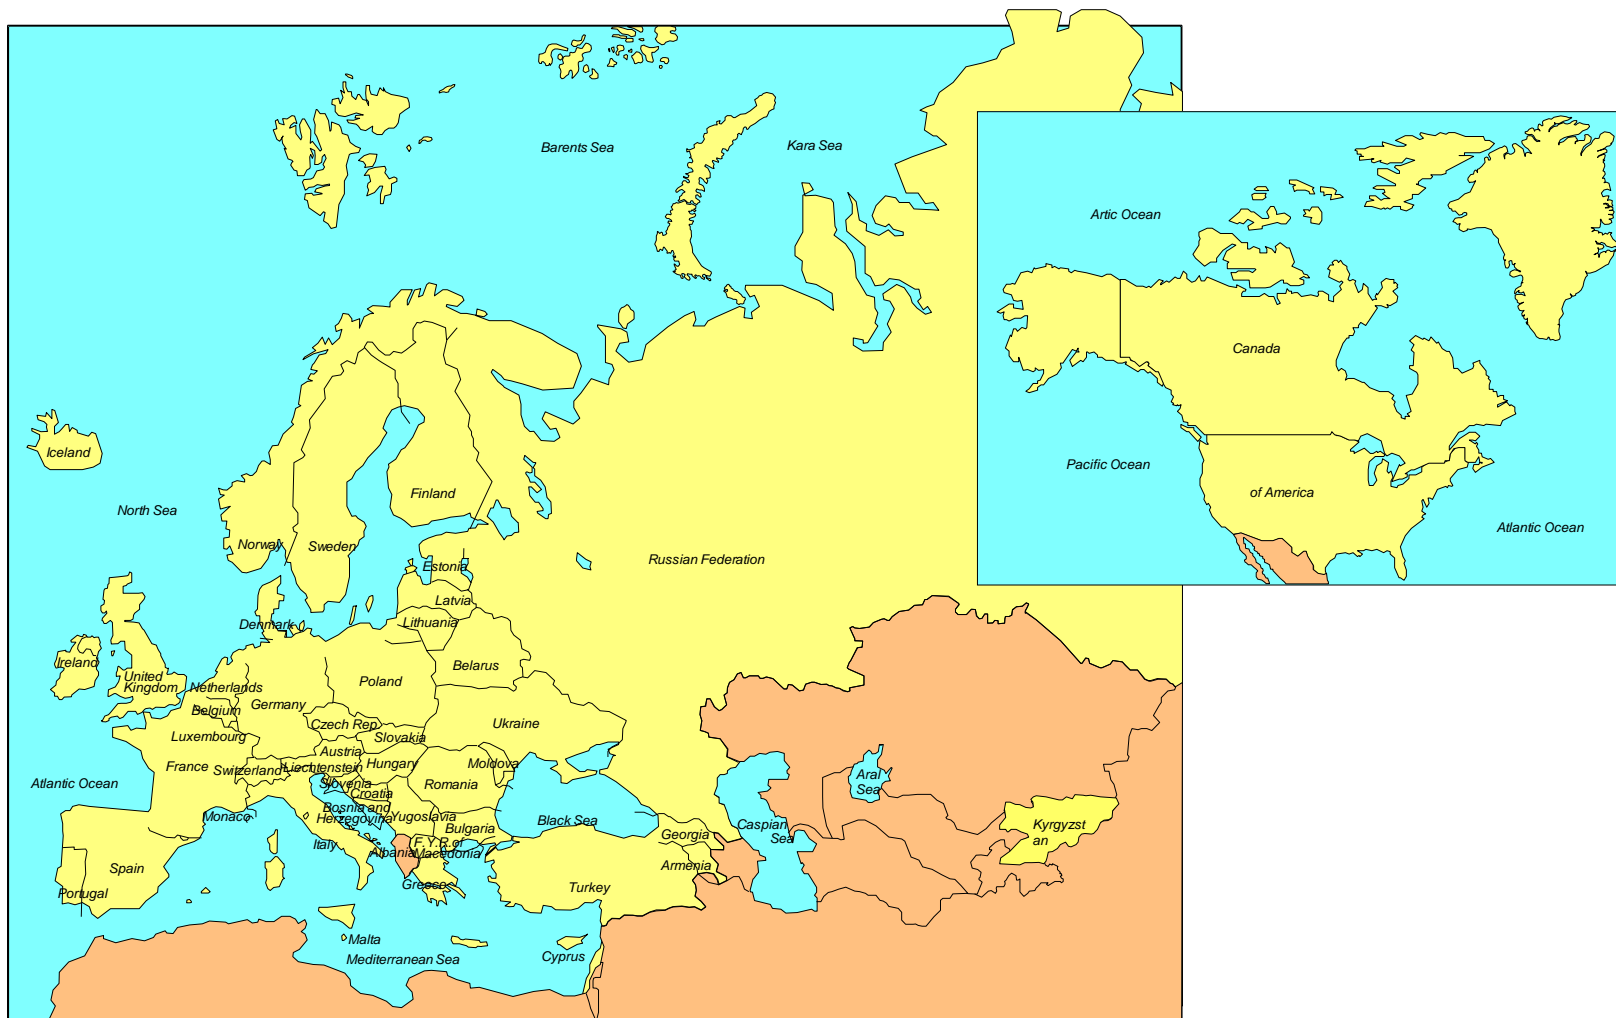 Barents Sea
Kara Sea
Artic Ocean
Canada
Iceland
Pacific Ocean
Finland
of America
North Sea
Atlantic Ocean
Norway
Sweden
Russian Federation
Estonia
Latvia
Denmark
Lithuania
Ireland
Belarus
United
Kingdom
Netherlands
Poland
Belgium
Germany
Czech Rep.
Ukraine
Luxembourg
Slovakia
Austria
France
Switzerland
Liechtenstein
Hungary
Moldova
Atlantic Ocean
Slovenia
Romania
Aral
Sea
Croatia
Bosnia and
Herzegovina
Monaco
Yugoslavia
Black Sea
Caspian
Sea
Kyrgyzst
an
Bulgaria
Georgia
Italy
F.Y.R.of
Macedonia
Albania
Armenia
Spain
Greece
Turkey
Portugal
Malta
Mediterranean Sea
Cyprus